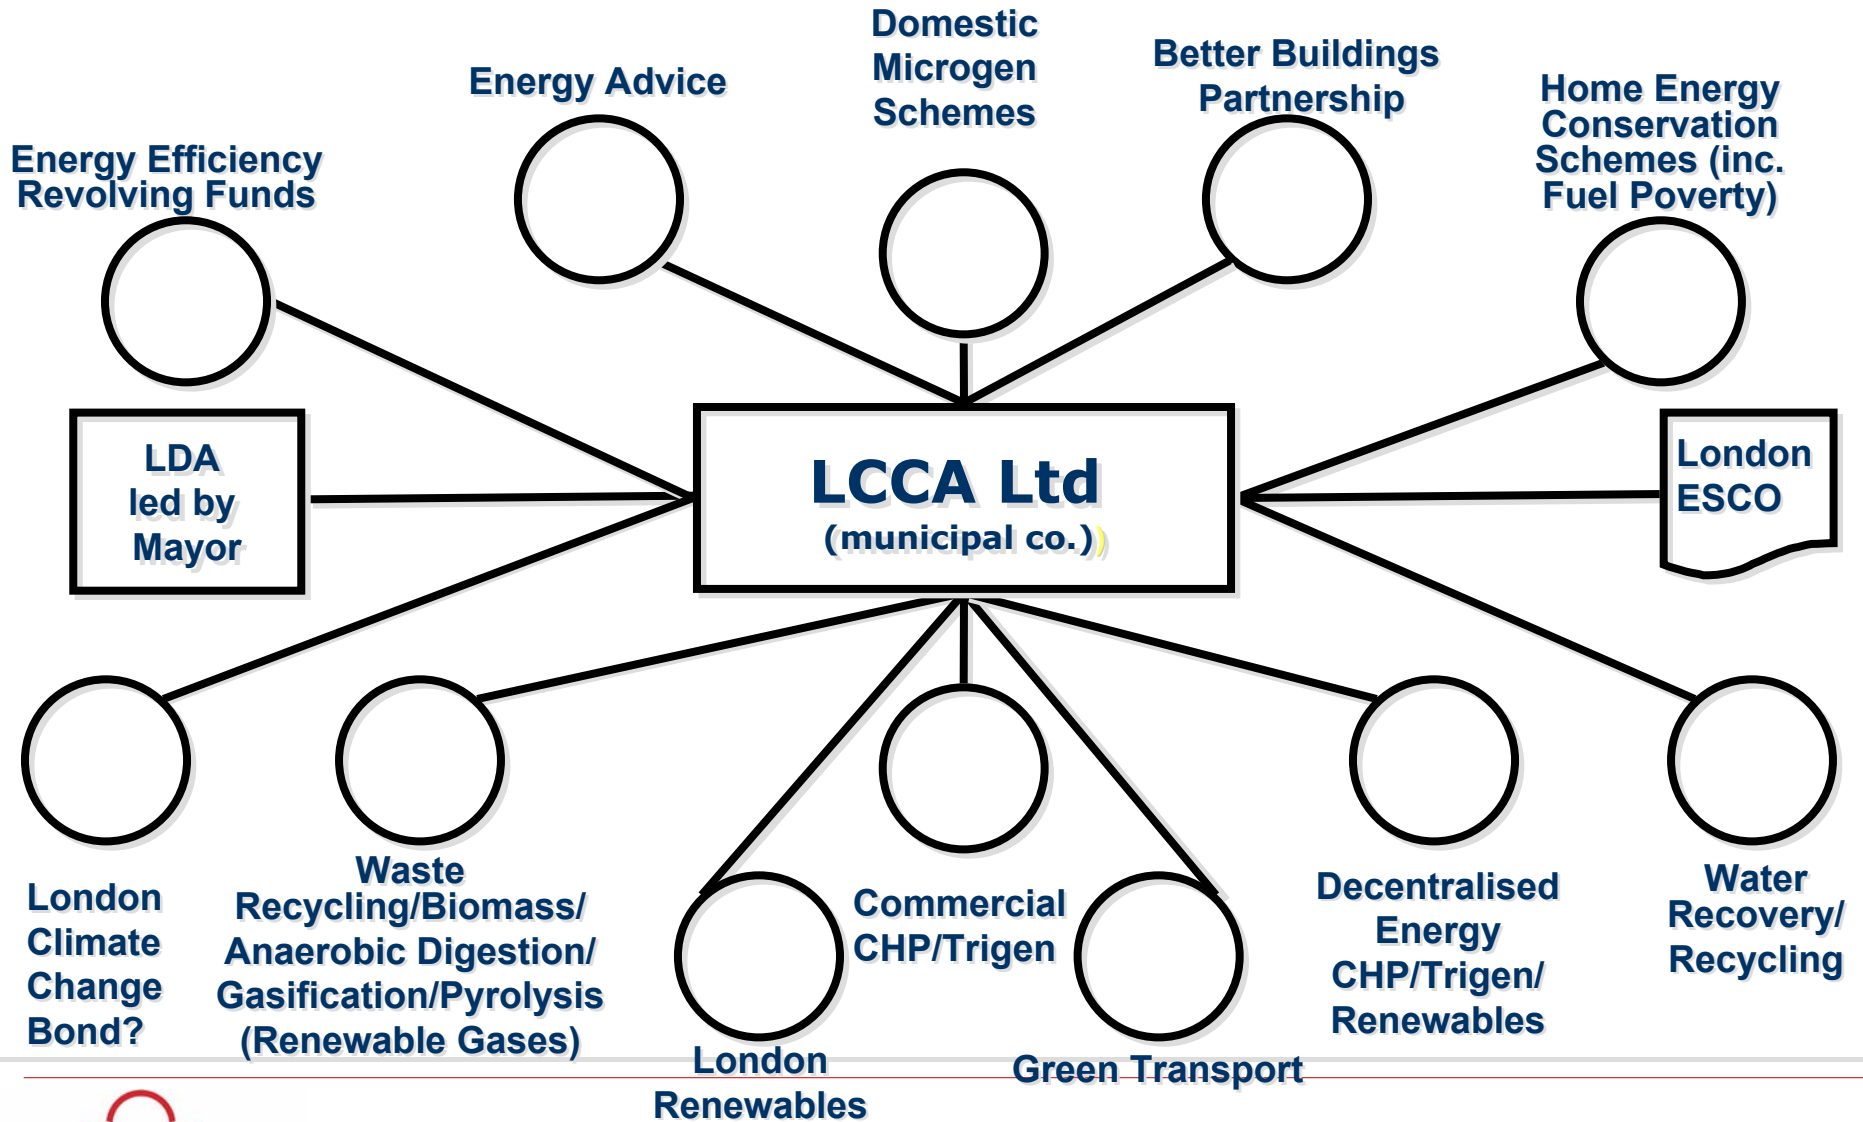 Domestic
Microgen
Schemes
Better Buildings
Partnership
Energy Advice
Home Energy
Conservation
Schemes (inc.
Fuel Poverty)
Energy Efficiency
Revolving Funds
LDA
led by
Mayor
LCCA Ltd
(municipal co.))
London
ESCO
London
Climate
Change
Bond?
Waste
Recycling/Biomass/
Anaerobic Digestion/
Gasification/Pyrolysis
(Renewable Gases)
London
Renewables
Commercial
CHP/Trigen
Green Transport
Decentralised
Energy
CHP/Trigen/
Renewables
Water
Recovery/
Recycling